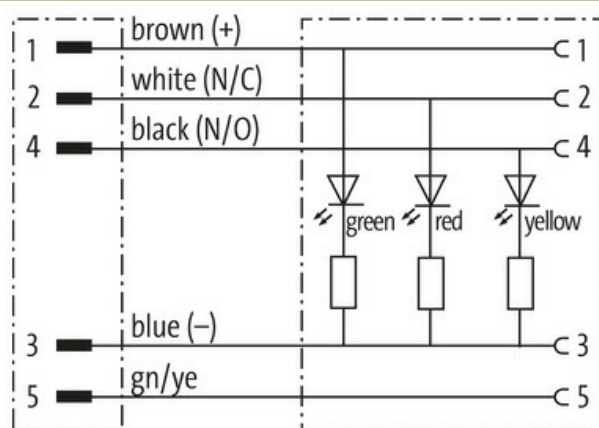 1 brown (+) 1
2 white (N/C) 2
4 black (N/O) 4
green red yellow
3 blue (–) 3
5 gn/ye 5